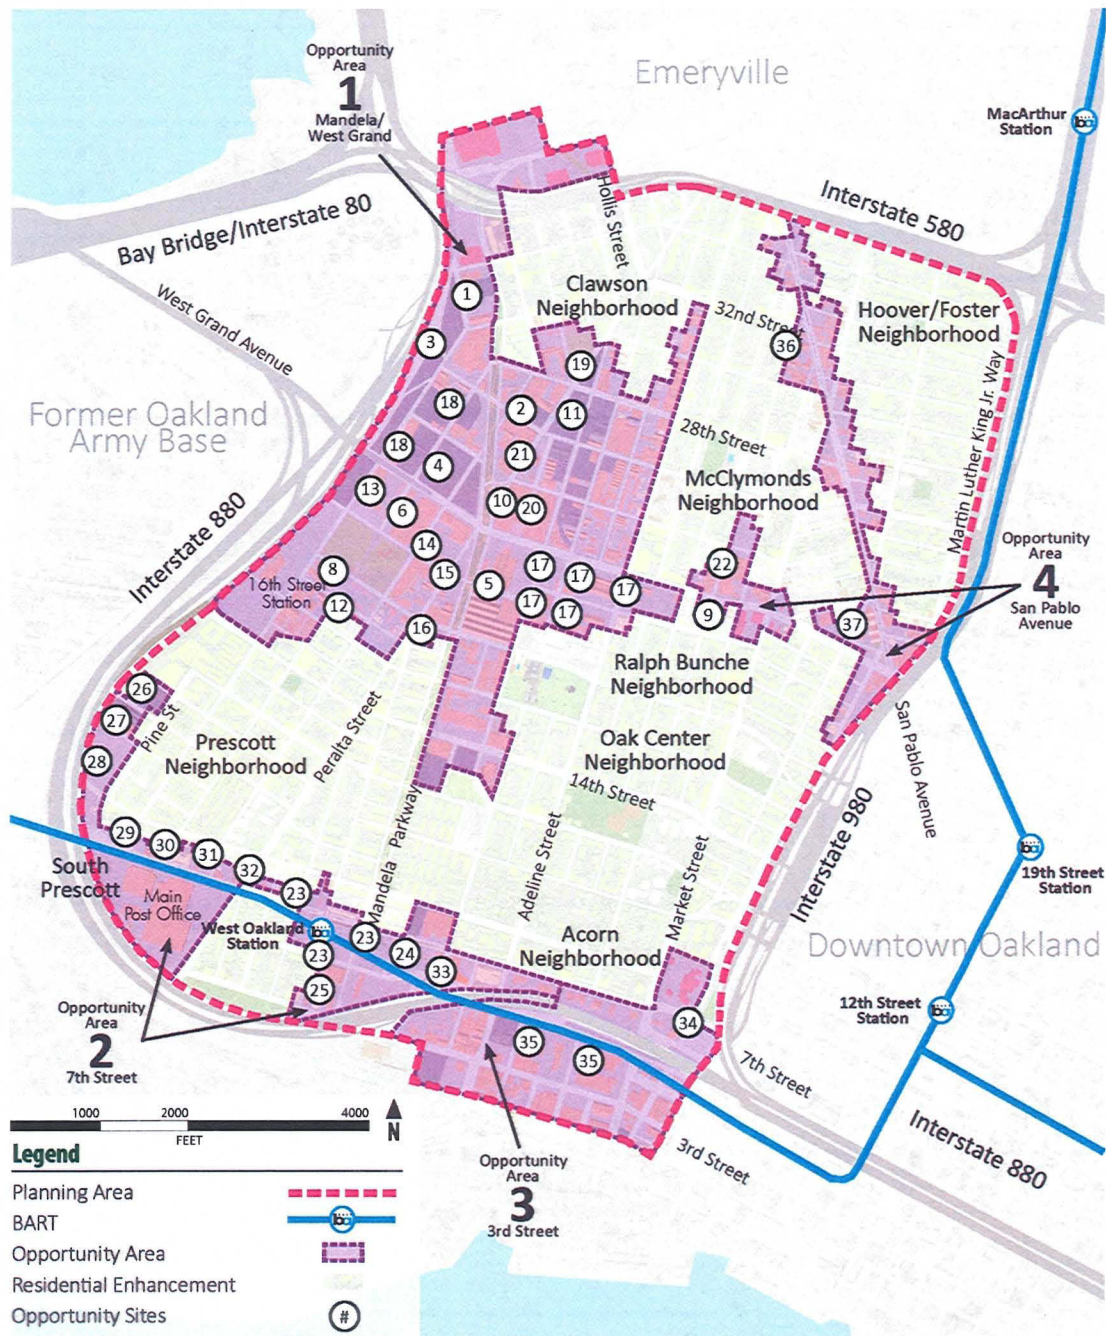 Opportunity
Area
1
Mandela/
West Grand
Emeryville
MacArthur
Station
Hollis Street
Interstate 580
Bay Bridge/Interstate 80
West Grand Avenue
Clawson
Neighborhood
32nd Street
Hoover/Foster
Neighborhood
1
3
36
19
Martin Luther King Jr. Way
Former Oakland
Army Base
18
2
11
28th Street
18
4
21
McClymonds
Neighborhood
13
6
10
20
Interstate 880
14
Opportunity
Area
4
San Pablo
Avenue
8
16th Street
Station
15
5
17
17
17
22
12
17
17
9
37
16
Ralph Bunche
Neighborhood
26
27
Pine St
28
Prescott
Neighborhood
Peralta Street
Oak Center
Neighborhood
San Pablo Avenue
14th Street
Mandela Parkway
Adeline Street
Market Street
Interstate 980
29
30
31
32
23
South
Prescott
Main
Post Office
West Oakland
Station
19th Street
Station
23
24
33
23
25
Acorn
Neighborhood
Downtown Oakland
12th Street
Station
34
35
35
Opportunity
Area
2
7th Street
7th Street
3rd Street
Interstate 880
Opportunity
Area
3
3rd Street
1000
2000
4000
FEET
N
Legend
Planning Area
BART
ba
Opportunity Area
Residential Enhancement
Opportunity Sites
#